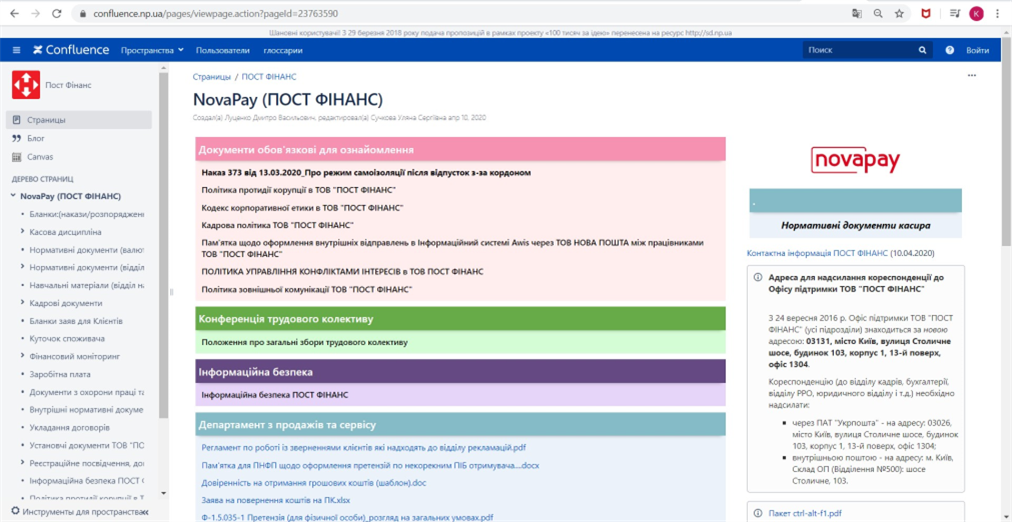 confluence.np.ua/pages/viewpage.action?pageId=23763590
К
Шановні користувачі! З 29 березня 2018 року подача пропозицій в рамках проекту «100 тисяч за ідею» перенесена на ресурс http://sd.np.ua
Confluence Пространства Пользователи глоссарии Поиск Войти
Пост Фінанс
Страницы
Блог
Canvas
ДЕРЕВО СТРАНИЦ
NovaPay (ПОСТ ФІНАНС)
Бланки:(накази/розпоряджен
Касова дисципліна
Нормативні документи (валют
Нормативні документи (відділ
Навчальні матеріали (відділ на
Кадрові документи
Бланки заяв для Клієнтів
Куточок споживача
Фінансовий моніторинг
Заробітна плата
Документи з охорони праці та
Внутрішні нормативні докуме
Укладання договорів
Установчі документи ТОВ "ПО
Реєстраційне посвідчення, до
Інформаційна безпека ПОСТ
Політика протидії корупції в Т
Инструменты для пространства
Страницы / ПОСТ ФІНАНС
NovaPay (ПОСТ ФІНАНС)
Создал(а) Луценко Дмитро Васильович, редактировал(а) Сучкова Уляна Сергіївна апр 10, 2020
Документи обов'язкові для ознайомлення
Наказ 373 від 13.03.2020_Про режим самоізоляції після відпусток з-за кордоном
Політика протидії корупції в ТОВ "ПОСТ ФІНАНС"
Кодекс корпоративної етики в ТОВ "ПОСТ ФІНАНС"
Кадрова політика ТОВ "ПОСТ ФІНАНС"
Пам'ятка щодо оформлення внутрішніх відправлень в Інформаційний системі Awis через ТОВ НОВА ПОШТА між працівниками
ТОВ "ПОСТ ФІНАНС"
ПОЛІТИКА УПРАВЛІННЯ КОНФЛІКТАМИ ІНТЕРЕСІВ в ТОВ ПОСТ ФІНАНС
Політика зовнішньої комунікації ТОВ "ПОСТ ФІНАНС"
Конференція трудового колективу
Положення про загальні збори трудового колективу
Інформаційна безпека
Інформаційна безпека ПОСТ ФІНАНС
Департамент з продажів та сервісу
Регламент по роботі із зверненнями клієнтів які надходять до відділу рекламацій.pdf
Пам'ятка для ПНФП щодо оформлення претензій по некоректним ПІБ отримувача....docx
Довіренність на отримання грошових коштів (шаблон).doc
Заява на повернення коштів на ПК.xlsx
Ф-1.5.035-1 Претензія (для фізичної особи)_розгляд на загальних умовах.pdf
novapay
.
Нормативні документи касира
Контактна інформація ПОСТ ФІНАНС (10.04.2020)
Адреса для надсилання кореспонденції до
Офісу підтримки ТОВ "ПОСТ ФІНАНС"
З 24 вересня 2016 р. Офіс підтримки ТОВ "ПОСТ
ФІНАНС" (усі підрозділи) знаходиться за новою
адресою: 03131, місто Київ, вулиця Столичне
шосе, будинок 103, корпус 1, 13-й поверх,
офіс 1304.
Кореспонденцію (до відділу кадрів, бухгалтерії,
відділу РРО, юридичного відділу і т.д.) необхідно
надсилати:
через ПАТ "Укрпошта" - на адресу: 03026,
місто Київ, вулиця Столичне шосе, будинок
103, корпус 1, 13-й поверх, офіс 1304;
внутрішньою поштою - на адресу: м. Київ,
Склад ОП (Відділення №500): шосе
Столичне, 103.
Пакет ctrl-alt-f1.pdf